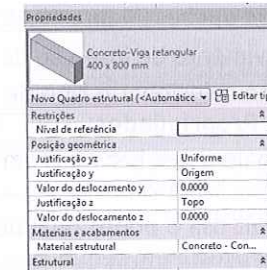 Propriedades
Concreto-Viga retangular
400 x 800 mm
Novo Quadro estrutural (<Automátic Editar ti
Restrições
Nível de referência
Posição geométrica
Justificação yz Uniforme
Justificação y Origem
Valor do deslocamento y 0.0000
Justificação z Topo
Valor do deslocamento z 0.0000
Materiais e acabamentos
Material estrutural Concreto - Con...
Estrutural